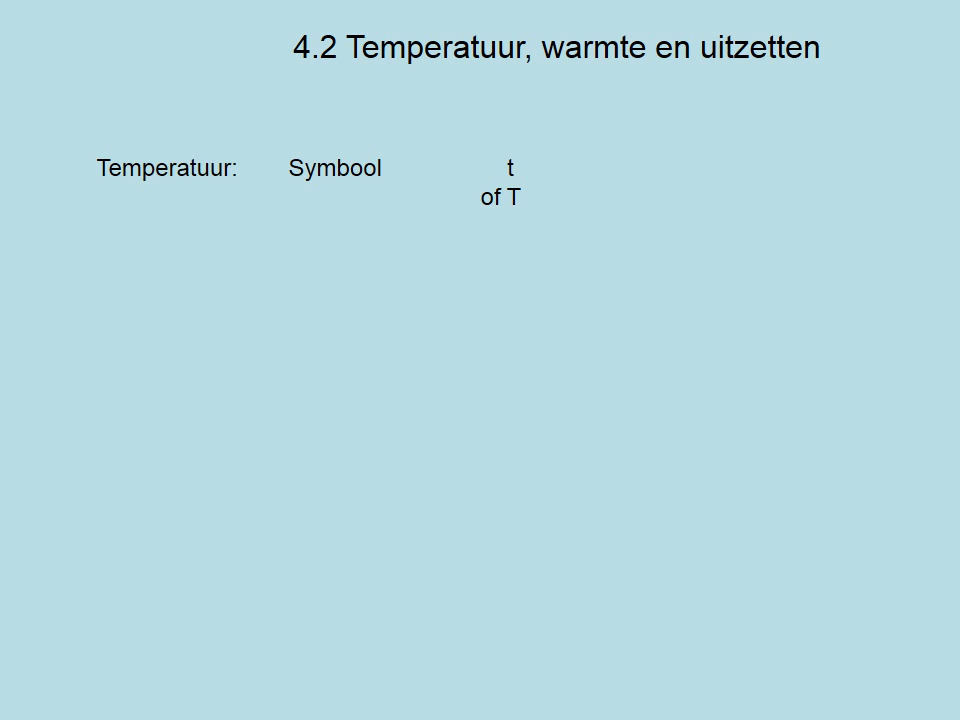 4.2 Temperatuur, warmte en uitzetten
Temperatuur: Symbool t
of T